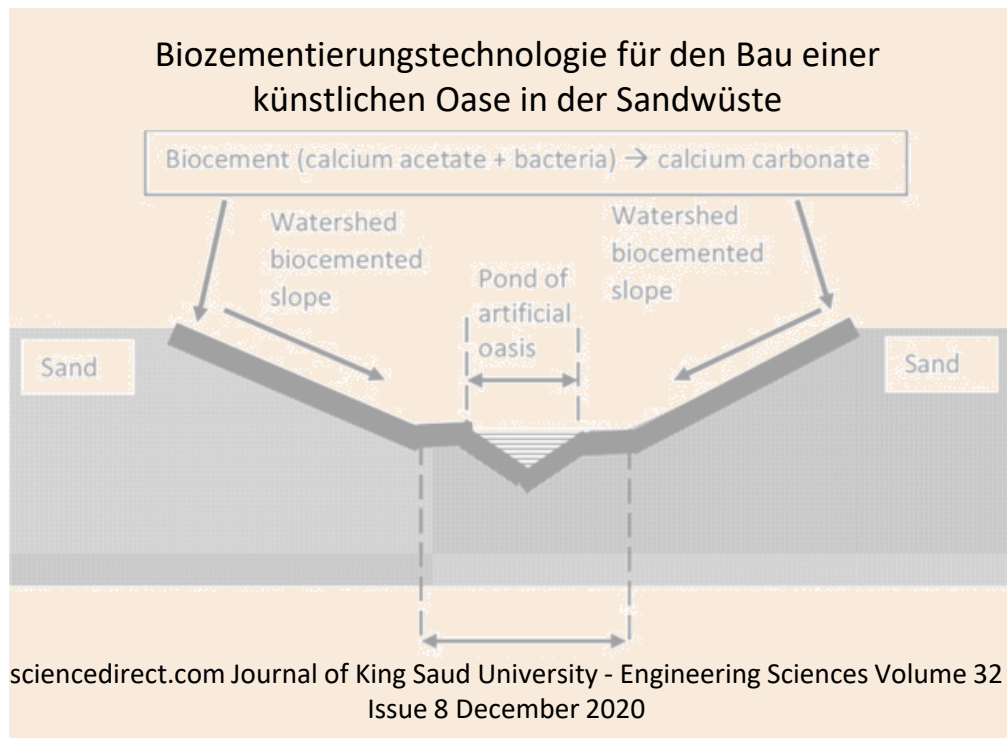 Biozementierungstechnologie für den Bau einer
künstlichen Oase in der Sandwüste
Biocement (calcium acetate + bacteria) → calcium carbonate
Watershed
biocemented
slope
Pond of
artificial
oasis
Watershed
biocemented
slope
Sand
Sand
sciencedirect.com Journal of King Saud University - Engineering Sciences Volume 32
Issue 8 December 2020